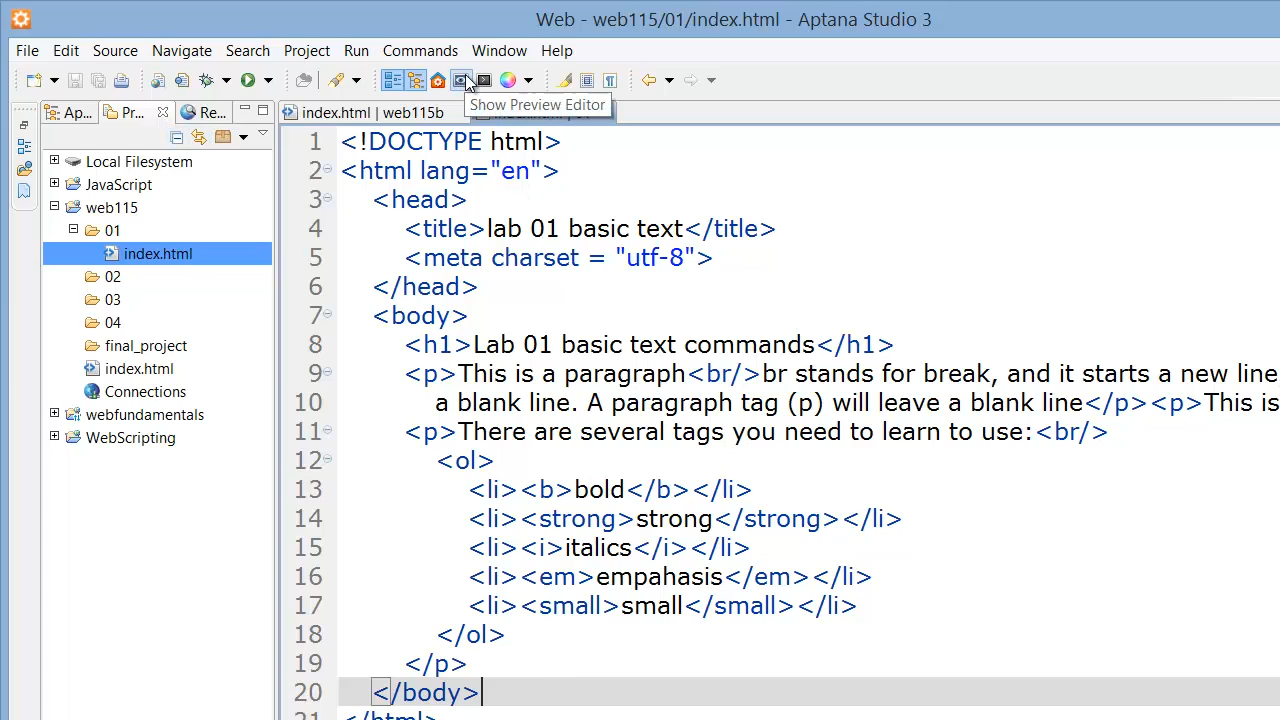 Web - web115/01/index.html - Aptana Studio 3
File Edit Source Navigate Search Project Run Commands Window Help
Show Preview Editor
Ap... Pr... Re... index.html | web115b
Local Filesystem
JavaScript
web115
01
index.html
02
03
04
final_project
index.html
Connections
webfundamentals
WebScripting
1 <!DOCTYPE html>
2 <html lang="en">
3 <head>
4 <title>lab 01 basic text</title>
5 <meta charset = "utf-8">
6 </head>
7 <body>
8 <h1>Lab 01 basic text commands</h1>
9 <p>This is a paragraph<br/>br stands for break, and it starts a new line
10 a blank line. A paragraph tag (p) will leave a blank line</p><p>This is
11 <p>There are several tags you need to learn to use:<br/>
12 <ol>
13 <li><b>bold</b></li>
14 <li><strong>strong</strong></li>
15 <li><i>italics</i></li>
16 <li><em>empahasis</em></li>
17 <li><small>small</small></li>
18 </ol>
19 </p>
20 </body>
21 </html>